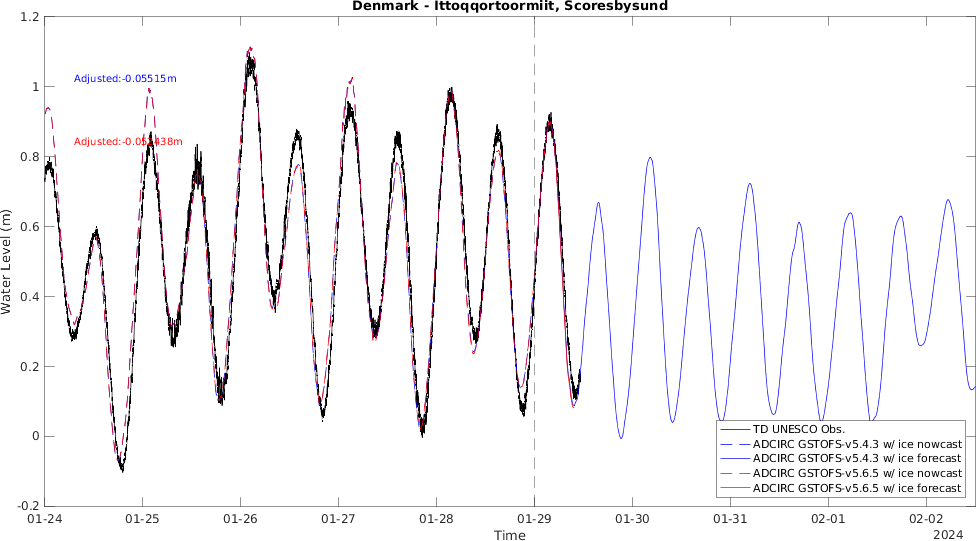 Denmark - Ittoqqortoormiit, Scoresbysund
1.2
1
0.8
0.6
0.4
0.2
0
-0.2
Water Level (m)
Adjusted:-0.05515m
01-24
01-25
01-26
01-27
01-28
01-29
01-30
01-31
02-01
02-02
Time
2024
TD UNESCO Obs.
ADCIRC GSTOFS-v5.4.3 w/ ice nowcast
ADCIRC GSTOFS-v5.4.3 w/ ice forecast
ADCIRC GSTOFS-v5.6.5 w/ ice nowcast
ADCIRC GSTOFS-v5.6.5 w/ ice forecast